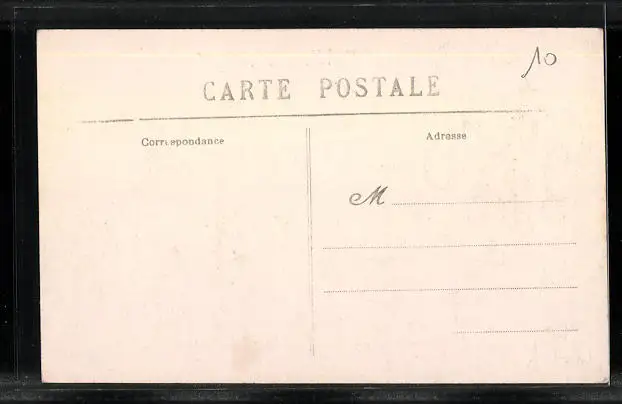 10
CARTE POSTALE
Correspondance
Adresse
M